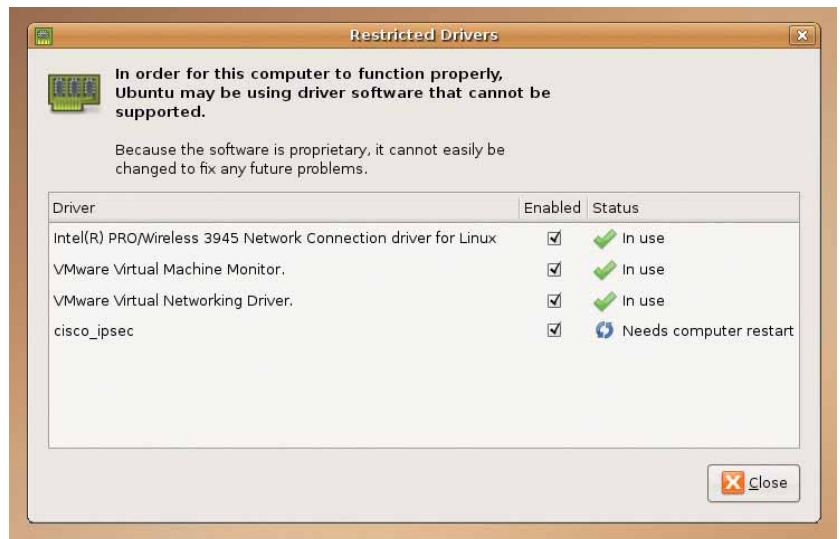 Restricted Drivers
In order for this computer to function properly,
Ubuntu may be using driver software that cannot be
supported.
Because the software is proprietary, it cannot easily be
changed to fix any future problems.
Driver Enabled Status
Intel(R) PRO/Wireless 3945 Network Connection driver for Linux In use
VMware Virtual Machine Monitor. In use
VMware Virtual Networking Driver. In use
cisco_ipsec Needs computer restart
Close